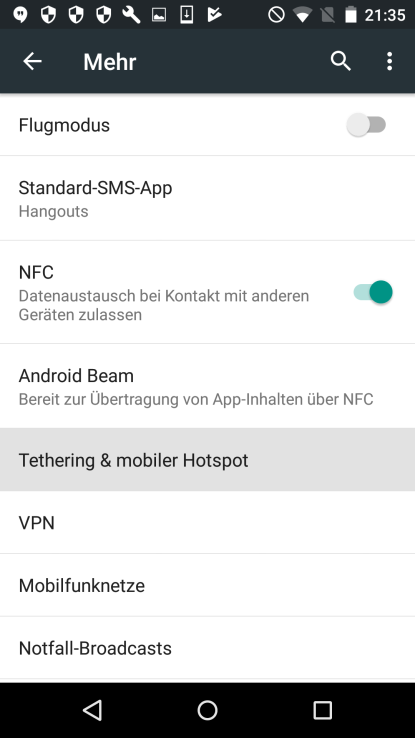 21:35
Mehr
Flugmodus
Standard-SMS-App
Hangouts
NFC
Datenaustausch bei Kontakt mit anderen
Geräten zulassen
Android Beam
Bereit zur Übertragung von App-Inhalten über NFC
Tethering & mobiler Hotspot
VPN
Mobilfunknetze
Notfall-Broadcasts